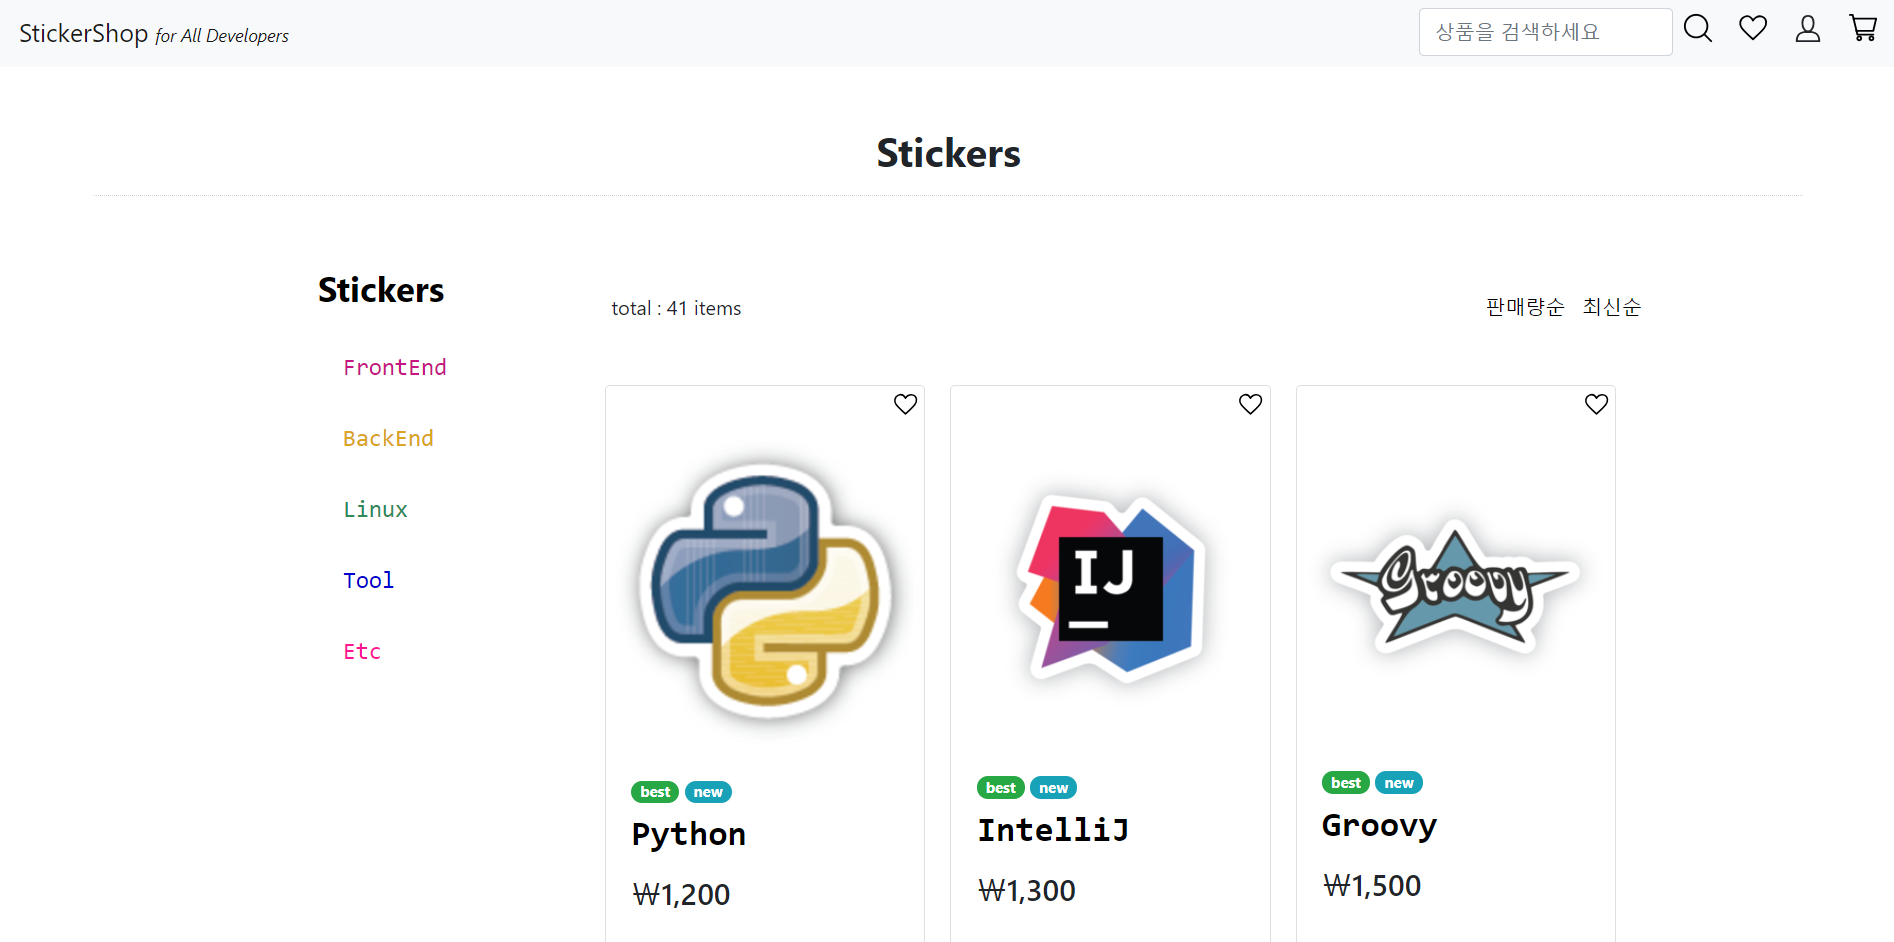 StickerShop for All Developers
상품을 검색하세요
Stickers
Stickers
FrontEnd
BackEnd
Linux
Tool
Etc
total : 41 items
판매량순 최신순
IJ
Groovy
best new
Python
₩1,200
best new
IntelliJ
₩1,300
best new
Groovy
₩1,500